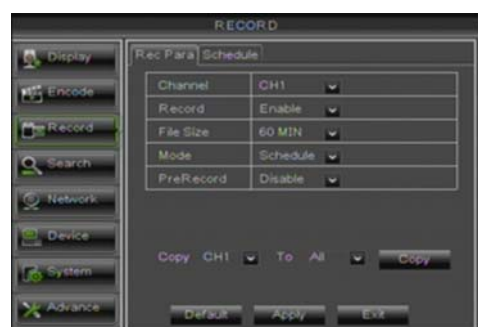 RECORD
Display
Encode
Record
Search
Network
Device
System
Advance
Rec Para Schedule
Channel CH1
Record Enable
File Size 60 MIN
Mode Schedule
PreRecord Disable
Copy CH1 To All Copy
Default Apply Exit